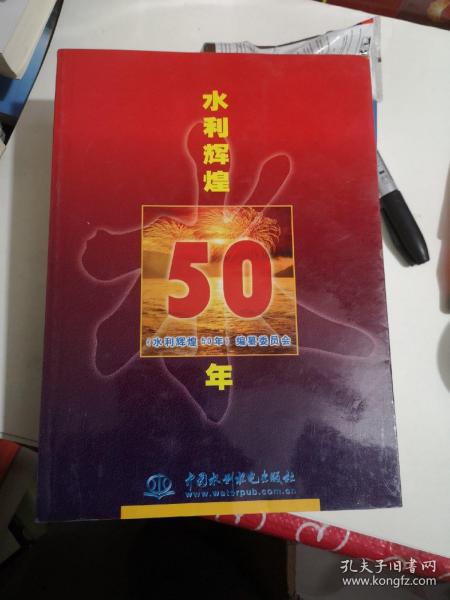 水利辉煌
50
《水利辉煌50年》编纂委员会
年
中国水利水电出版社
www.waterpub.com.cn
孔夫子旧书网
www.kongfz.com